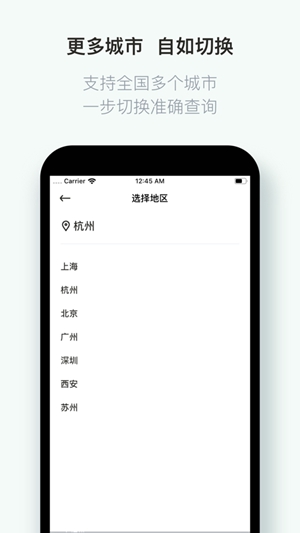 更多城市 自如切换
支持全国多个城市
一步切换准确查询
.... Carrier 12:45 AM
选择地区
杭州
上海
杭州
北京
广州
深圳
西安
苏州